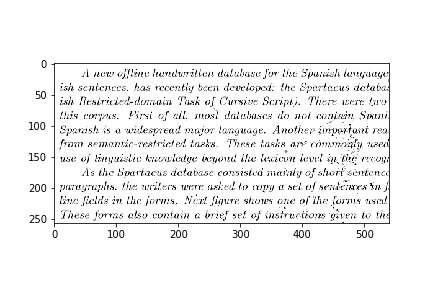 A new offline handwritten database for the Spanish language
ish sentences, has recently been developed: the Spartacus databas
ish Restricted-domain Task of Cursive Script). There were two
this corpus. First of all, most databases do not contain Spani
Spanish is a widespread major language. Another important rea
from semantic-restricted tasks. These tasks are commonly used
use of linguistic knowledge beyond the lexicon level in the recogn
As the Spartacus database consisted mainly of short sentence
paragraphs, the writers were asked to copy a set of sentences in f
line fields in the forms. Next figure shows one of the forms used
These forms also contain a brief set of instructions given to the
0
50
100
150
200
250
0 100 200 300 400 500